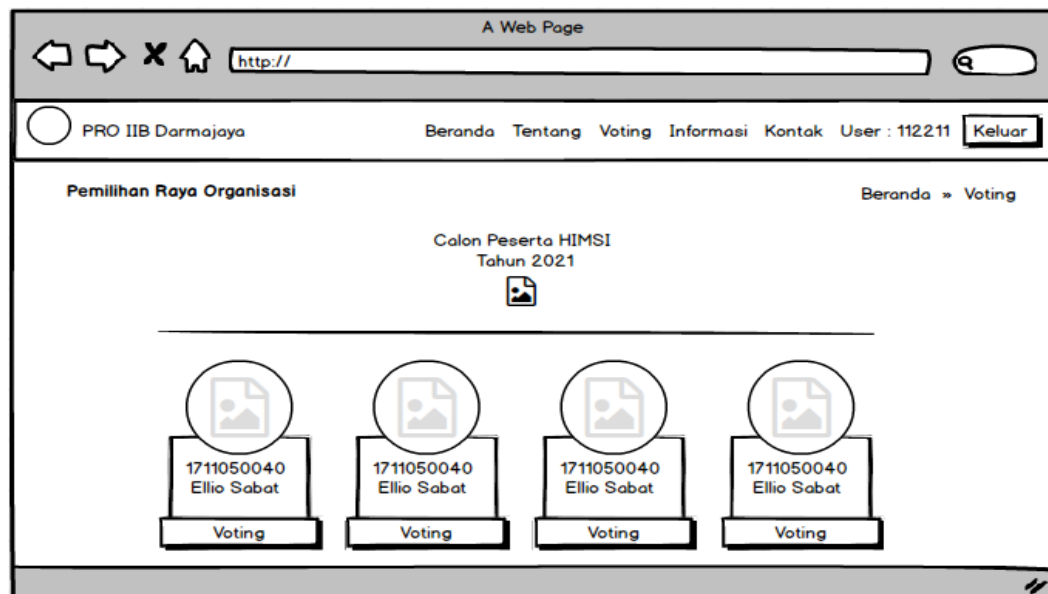 A Web Page
http://
PRO IIB Darmajaya Beranda Tentang Voting Informasi Kontak User : 112211 Keluar
Pemilihan Raya Organisasi Beranda » Voting
Calon Peserta HIMSI
Tahun 2021
1711050040 1711050040 1711050040 1711050040
Ellio Sabat Ellio Sabat Ellio Sabat Ellio Sabat
Voting Voting Voting Voting